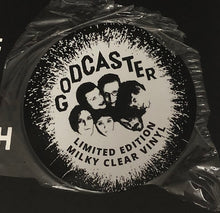 GODCASTER
LIMITED EDITION
MILKY CLEAR VINYL
H